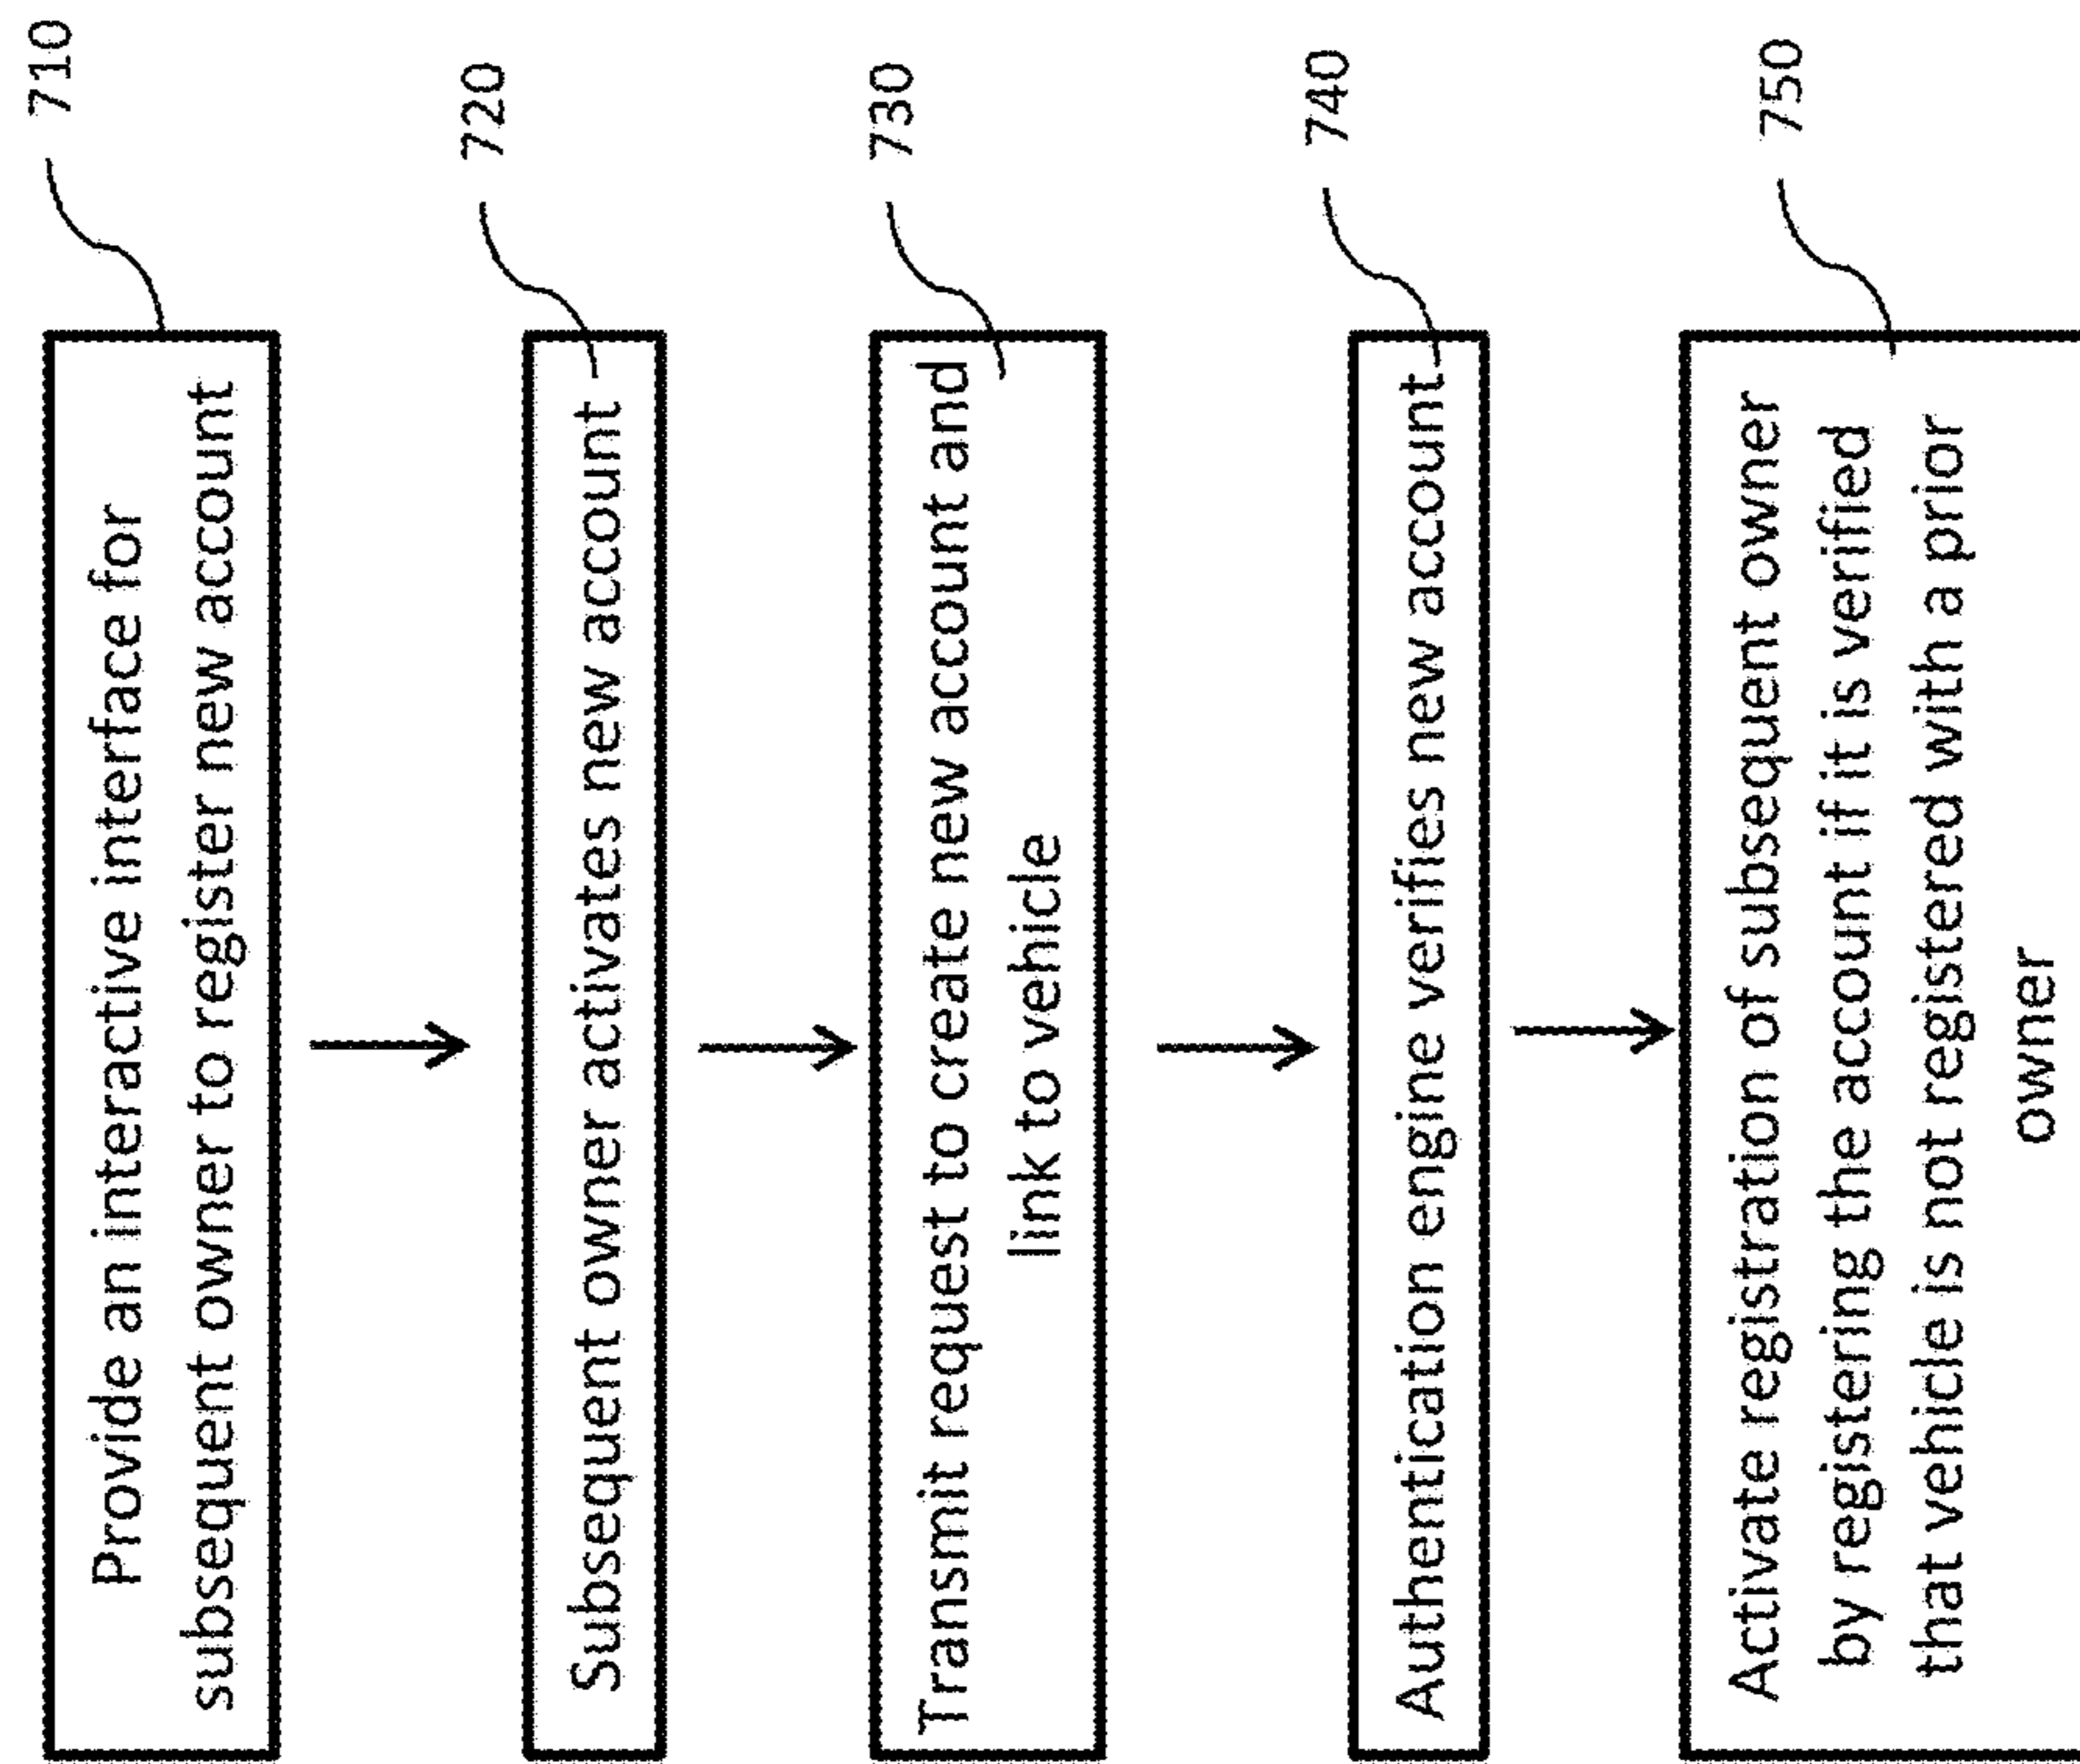 710
Provide an interactive interface for
subsequent owner to register new account
720
Subsequent owner activates new account
730
Transmit request to create new account and
link to vehicle
740
Authentication engine verifies new account
750
Activate registration of subsequent owner
by registering the account if it is verified
that vehicle is not registered with a prior
owner